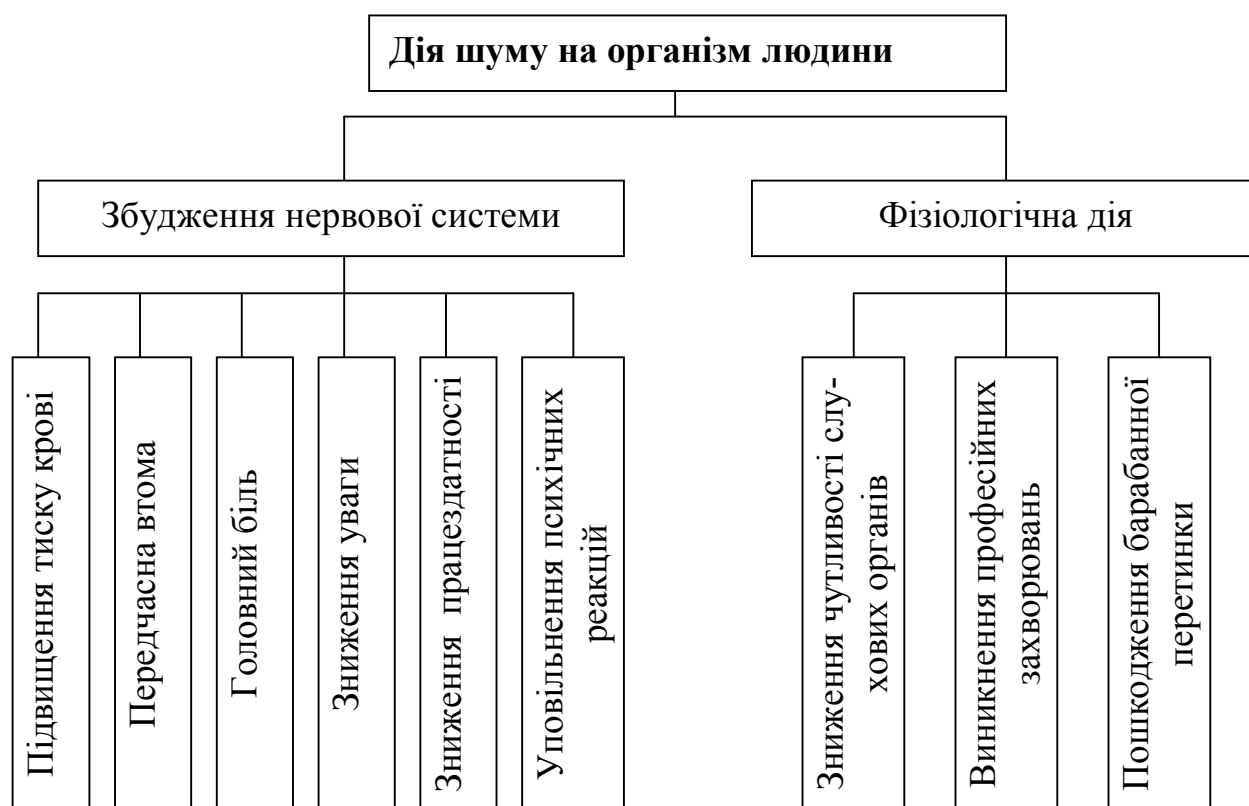 Дія шуму на організм людини
Збудження нервової системи
Фізіологічна дія
Підвищення тиску крові
Передчасна втома
Головний біль
Зниження уваги
Зниження працездатності
Уповільнення психічних
реакцій
Зниження чутливості слу-
хових органів
Виникнення професійних
захворювань
Пошкодження барабанної
перетинки